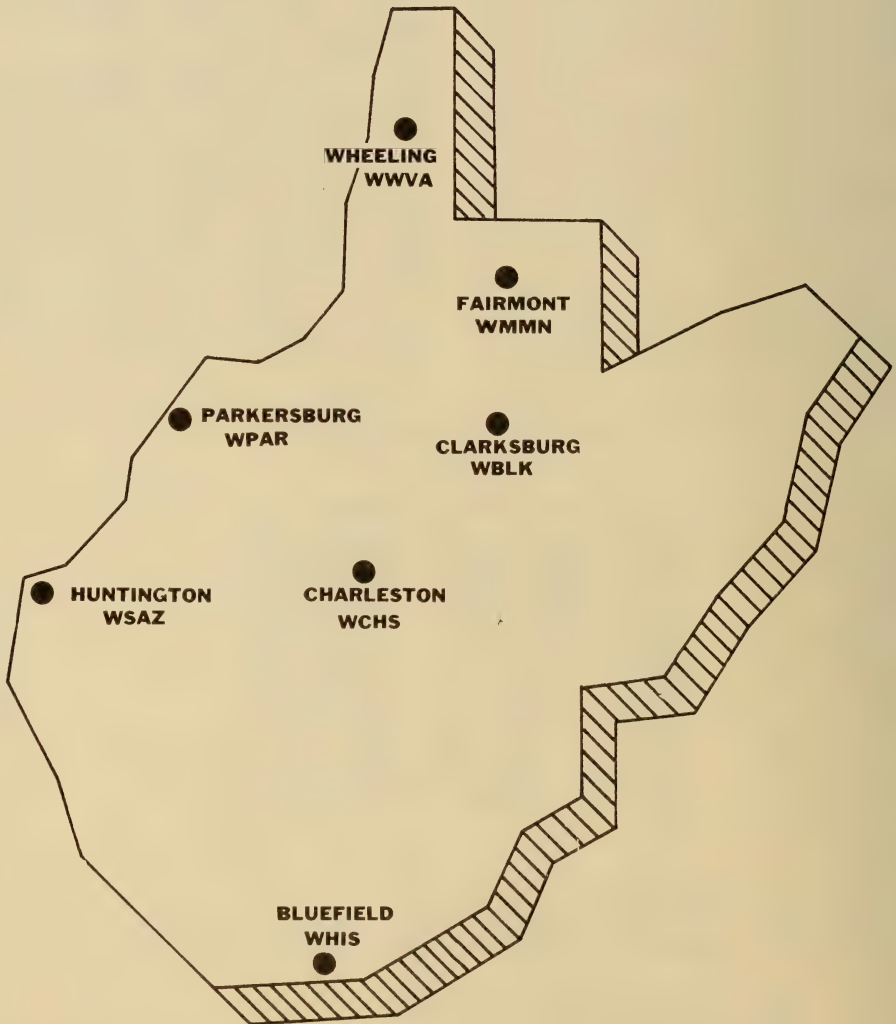 WHEELING
WWVA
FAIRMONT
WMMN
PARKERSBURG
WPAR
CLARKSBURG
WBLK
HUNTINGTON
WSAZ
CHARLESTON
WCHS
BLUEFIELD
WHIS